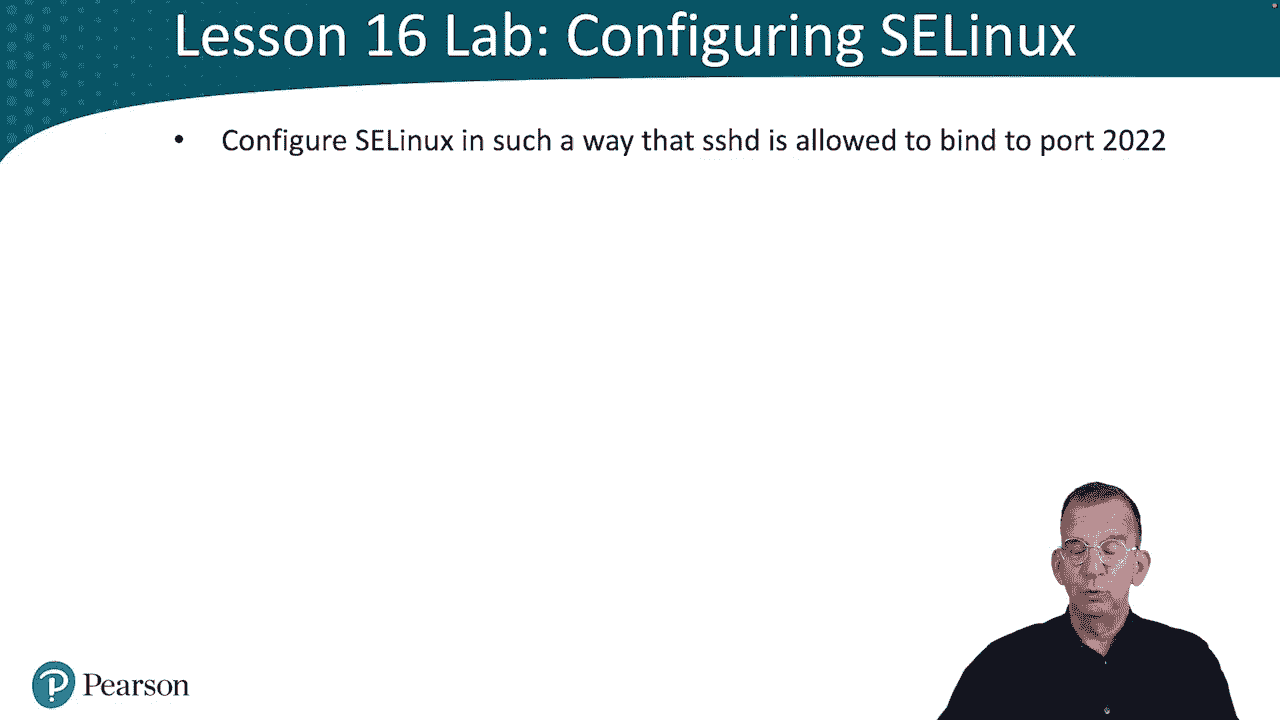 Lesson 16 Lab: Configuring SELinux
• Configure SELinux in such a way that sshd is allowed to bind to port 2022
Pearson